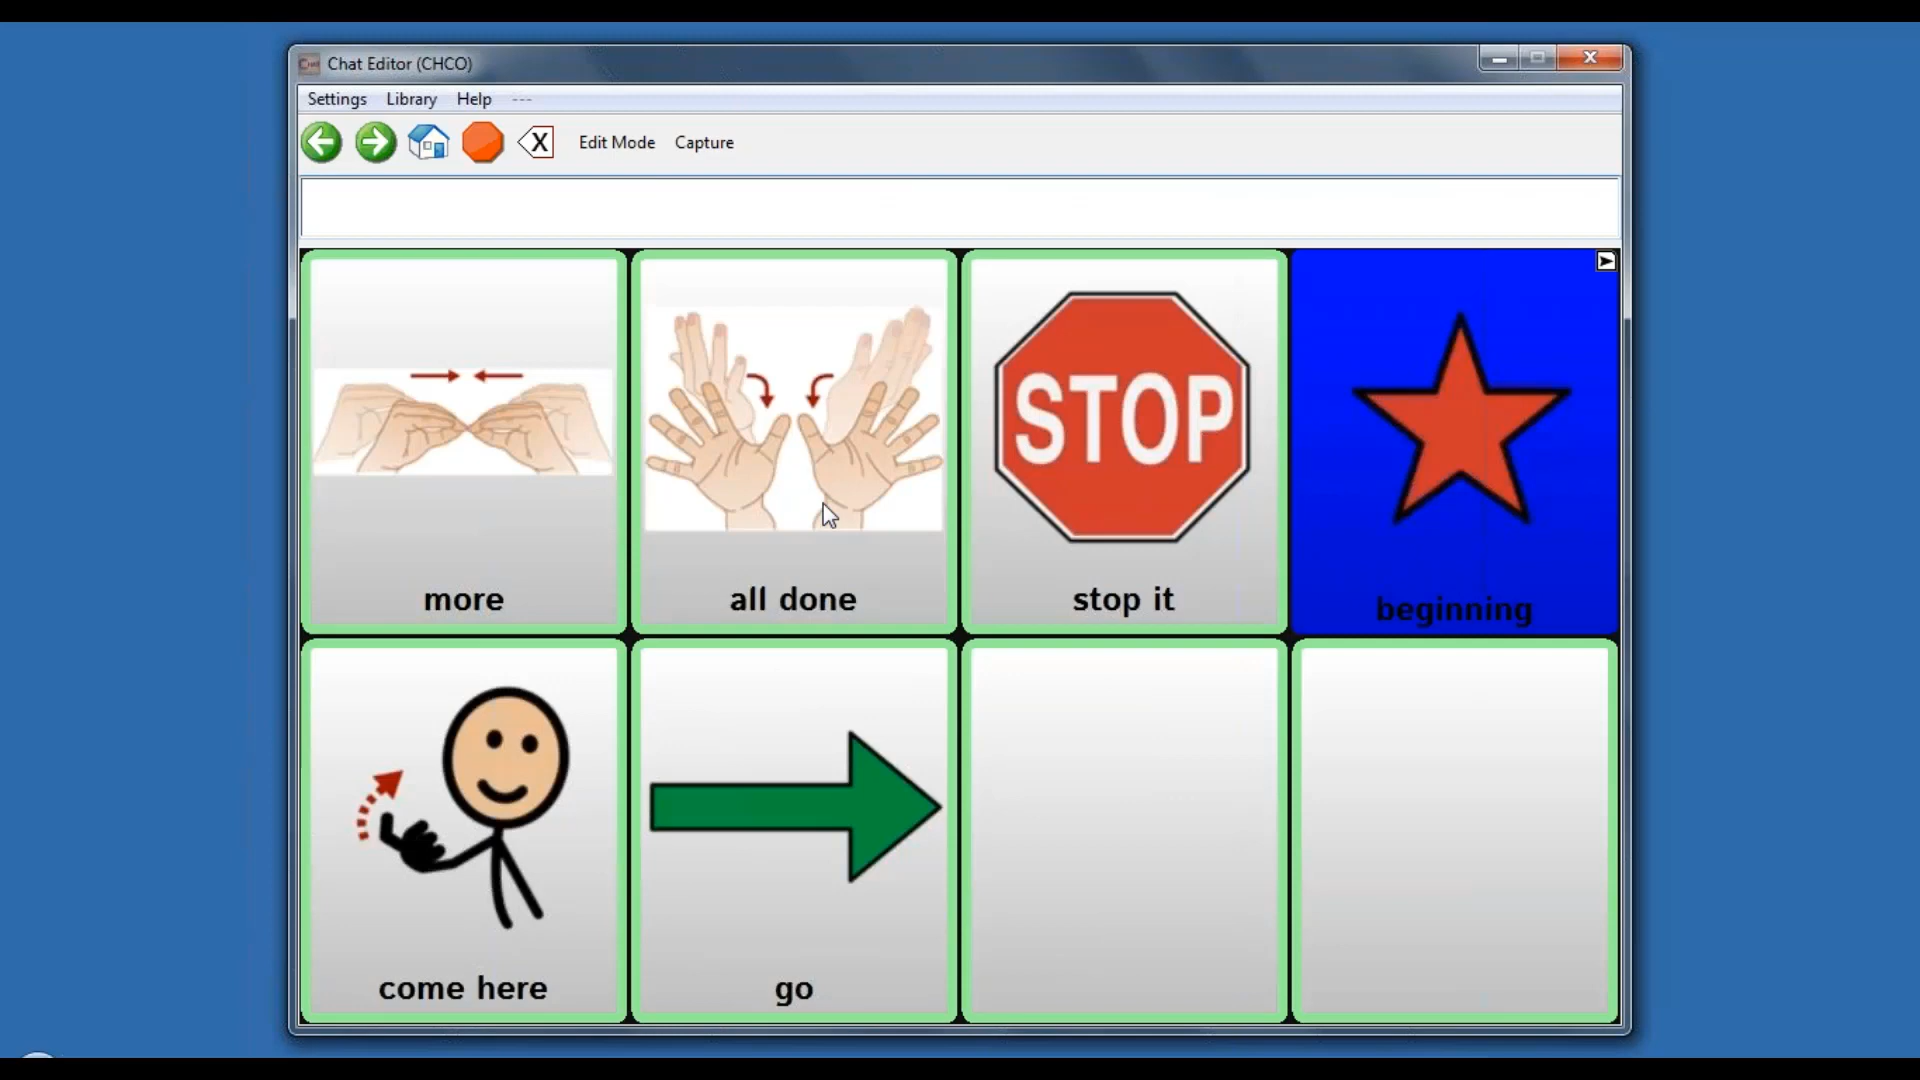 Chat Editor (CHCO)
Settings Library Help ---
X Edit Mode Capture
STOP
more all done stop it beginning
come here go